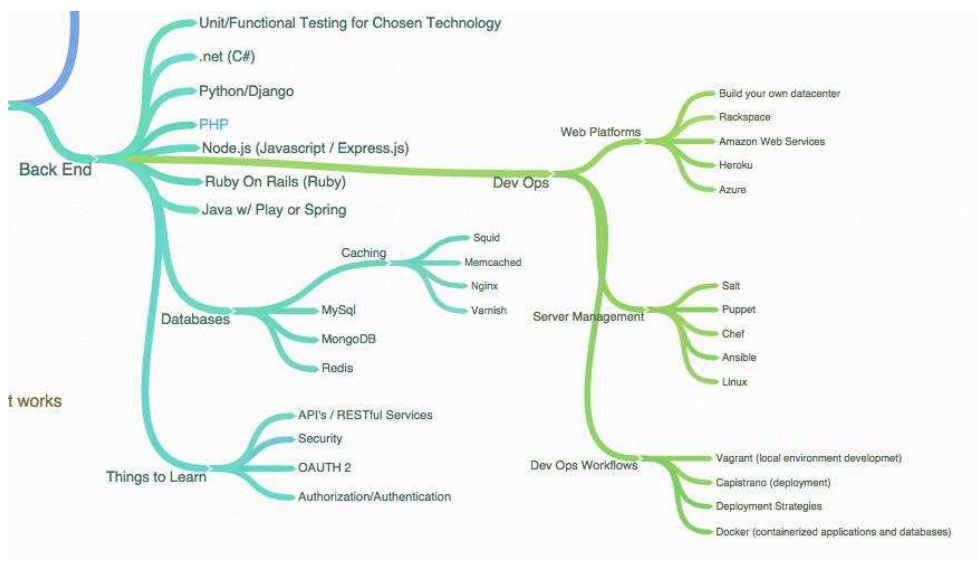 Unit/Functional Testing for Chosen Technology
.net (C#)
Python/Django
PHP
Node.js (Javascript / Express.js)
Back End
Ruby On Rails (Ruby)
Java w/ Play or Spring
Dev Ops
Web Platforms
Build your own datacenter
Rackspace
Amazon Web Services
Heroku
Azure
Caching
Squid
Memcached
Nginx
Varnish
Databases
MySql
MongoDB
Redis
Server Management
Salt
Puppet
Chef
Ansible
Linux
t works
Things to Learn
API's / RESTful Services
Security
OAUTH 2
Authorization/Authentication
Dev Ops Workflows
Vagrant (local environment developmet)
Capistrano (deployment)
Deployment Strategies
Docker (containerized applications and databases)